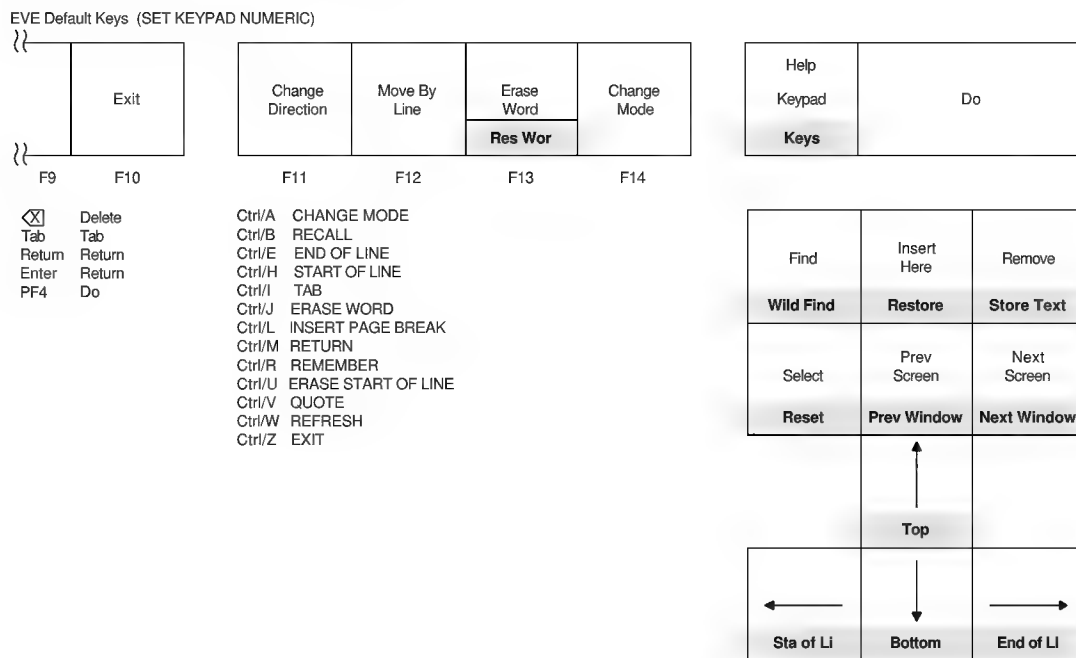 EVE Default Keys (SET KEYPAD NUMERIC)
Exit
F9 F10
Change
Direction
Move By
Line
Erase
Word
Res Wor
Change
Mode
F11 F12 F13 F14
Help
Keypad
Keys
Do
Delete
Tab Tab
Return Return
Enter Return
PF4 Do
Ctrl/A CHANGE MODE
Ctrl/B RECALL
Ctrl/E END OF LINE
Ctrl/H START OF LINE
Ctrl/I TAB
Ctrl/J ERASE WORD
Ctrl/L INSERT PAGE BREAK
Ctrl/M RETURN
Ctrl/R REMEMBER
Ctrl/U ERASE START OF LINE
Ctrl/V QUOTE
Ctrl/W REFRESH
Ctrl/Z EXIT
Find
Wild Find
Insert
Here
Restore
Remove
Store Text
Select
Reset
Prev
Screen
Prev Window
Next
Screen
Next Window
Top
Sta of Li
Bottom
End of LI